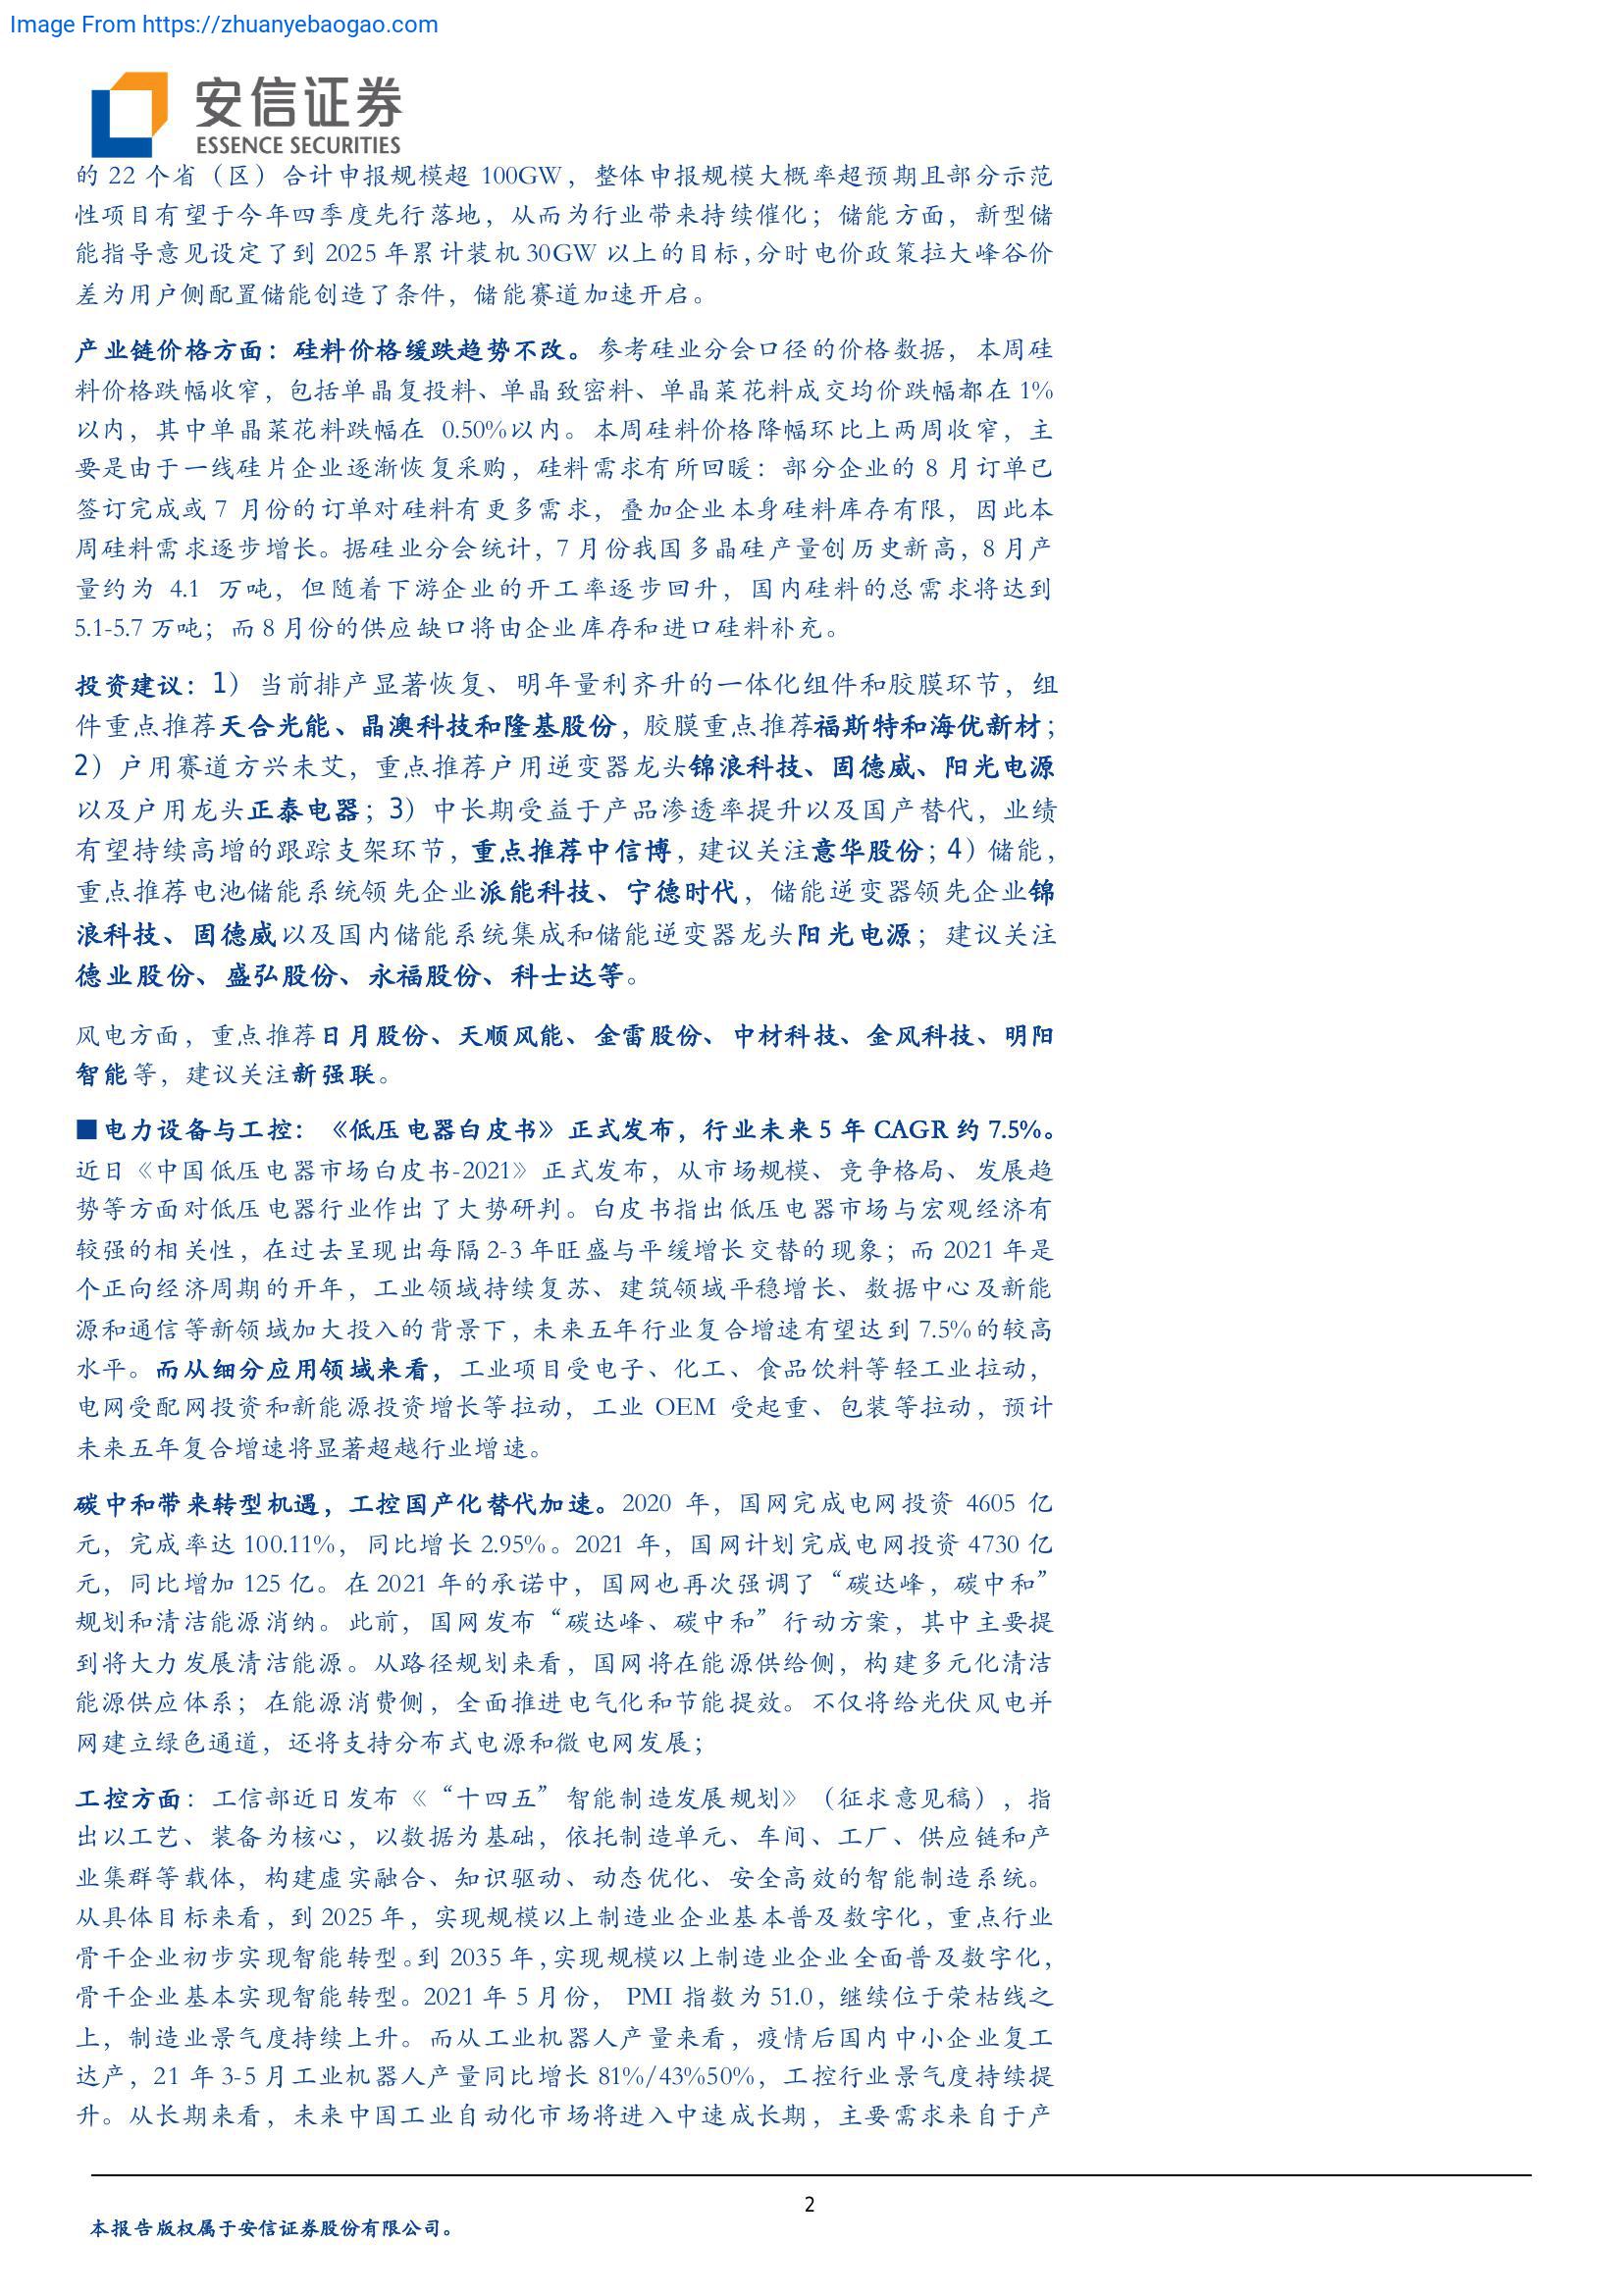 Image From https://zhuanyebaogao.com
安信证券
ESSENCE SECURITIES
的 22 个省（区）合计申报规模超 100GW，整体申报规模大概率超预期且部分示范
性项目有望于今年四季度先行落地，从而为行业带来持续催化；储能方面，新型储
能指导意见设定了到 2025 年累计装机 30GW 以上的目标，分时电价政策拉大峰谷价
差为用户侧配置储能创造了条件，储能赛道加速开启。
产业链价格方面：硅料价格缓跌趋势不改。参考硅业分会口径的价格数据，本周硅
料价格跌幅收窄，包括单晶复投料、单晶致密料、单晶菜花料成交均价跌幅都在 1%
以内，其中单晶菜花料跌幅在 0.50%以内。本周硅料价格降幅环比上两周收窄，主
要是由于一线硅片企业逐渐恢复采购，硅料需求有所回暖：部分企业的 8 月订单已
签订完成或 7 月份的订单对硅料有更多需求，叠加企业本身硅料库存有限，因此本
周硅料需求逐步增长。据硅业分会统计，7 月份我国多晶硅产量创历史新高，8 月产
量约为 4.1 万吨，但随着下游企业的开工率逐步回升，国内硅料的总需求将达到
5.1-5.7 万吨；而 8 月份的供应缺口将由企业库存和进口硅料补充。
投资建议：1）当前排产显著恢复、明年量利齐升的一体化组件和胶膜环节，组
件重点推荐天合光能、晶澳科技和隆基股份，胶膜重点推荐福斯特和海优新材；
2）户用赛道方兴未艾，重点推荐户用逆变器龙头锦浪科技、固德威、阳光电源
以及户用龙头正泰电器；3）中长期受益于产品渗透率提升以及国产替代，业绩
有望持续高增的跟踪支架环节，重点推荐中信博，建议关注意华股份；4）储能，
重点推荐电池储能系统领先企业派能科技、宁德时代，储能逆变器领先企业锦
浪科技、固德威以及国内储能系统集成和储能逆变器龙头阳光电源；建议关注
德业股份、盛弘股份、永福股份、科士达等。
风电方面，重点推荐日月股份、天顺风能、金雷股份、中材科技、金风科技、明阳
智能等，建议关注新强联。
■电力设备与工控：《低压电器白皮书》正式发布，行业未来 5 年 CAGR 约 7.5%。
近日《中国低压电器市场白皮书-2021》正式发布，从市场规模、竞争格局、发展趋
势等方面对低压电器行业作出了大势研判。白皮书指出低压电器市场与宏观经济有
较强的相关性，在过去呈现出每隔 2-3 年旺盛与平缓增长交替的现象；而 2021 年是
个正向经济周期的开年，工业领域持续复苏、建筑领域平稳增长、数据中心及新能
源和通信等新领域加大投入的背景下，未来五年行业复合增速有望达到 7.5%的较高
水平。而从细分应用领域来看，工业项目受电子、化工、食品饮料等轻工业拉动，
电网受配网投资和新能源投资增长等拉动，工业 OEM 受起重、包装等拉动，预计
未来五年复合增速将显著超越行业增速。
碳中和带来转型机遇，工控国产化替代加速。2020 年，国网完成电网投资 4605 亿
元，完成率达 100.11%，同比增长 2.95%。2021 年，国网计划完成电网投资 4730 亿
元，同比增加 125 亿。在 2021 年的承诺中，国网也再次强调了“碳达峰，碳中和”
规划和清洁能源消纳。此前，国网发布“碳达峰、碳中和”行动方案，其中主要提
到将大力发展清洁能源。从路径规划来看，国网将在能源供给侧，构建多元化清洁
能源供应体系；在能源消费侧，全面推进电气化和节能提效。不仅将给光伏风电并
网建立绿色通道，还将支持分布式电源和微电网发展；
工控方面：工信部近日发布《“十四五”智能制造发展规划》（征求意见稿），指
出以工艺、装备为核心，以数据为基础，依托制造单元、车间、工厂、供应链和产
业集群等载体，构建虚实融合、知识驱动、动态优化、安全高效的智能制造系统。
从具体目标来看，到 2025 年，实现规模以上制造业企业基本普及数字化，重点行业
骨干企业初步实现智能转型。到 2035 年，实现规模以上制造业企业全面普及数字化，
骨干企业基本实现智能转型。2021 年 5 月份， PMI 指数为 51.0，继续位于荣枯线之
上，制造业景气度持续上升。而从工业机器人产量来看，疫情后国内中小企业复工
达产，21 年 3-5 月工业机器人产量同比增长 81%/43%50%，工控行业景气度持续提
升。从长期来看，未来中国工业自动化市场将进入中速成长期，主要需求来自于产
2
本报告版权属于安信证券股份有限公司。